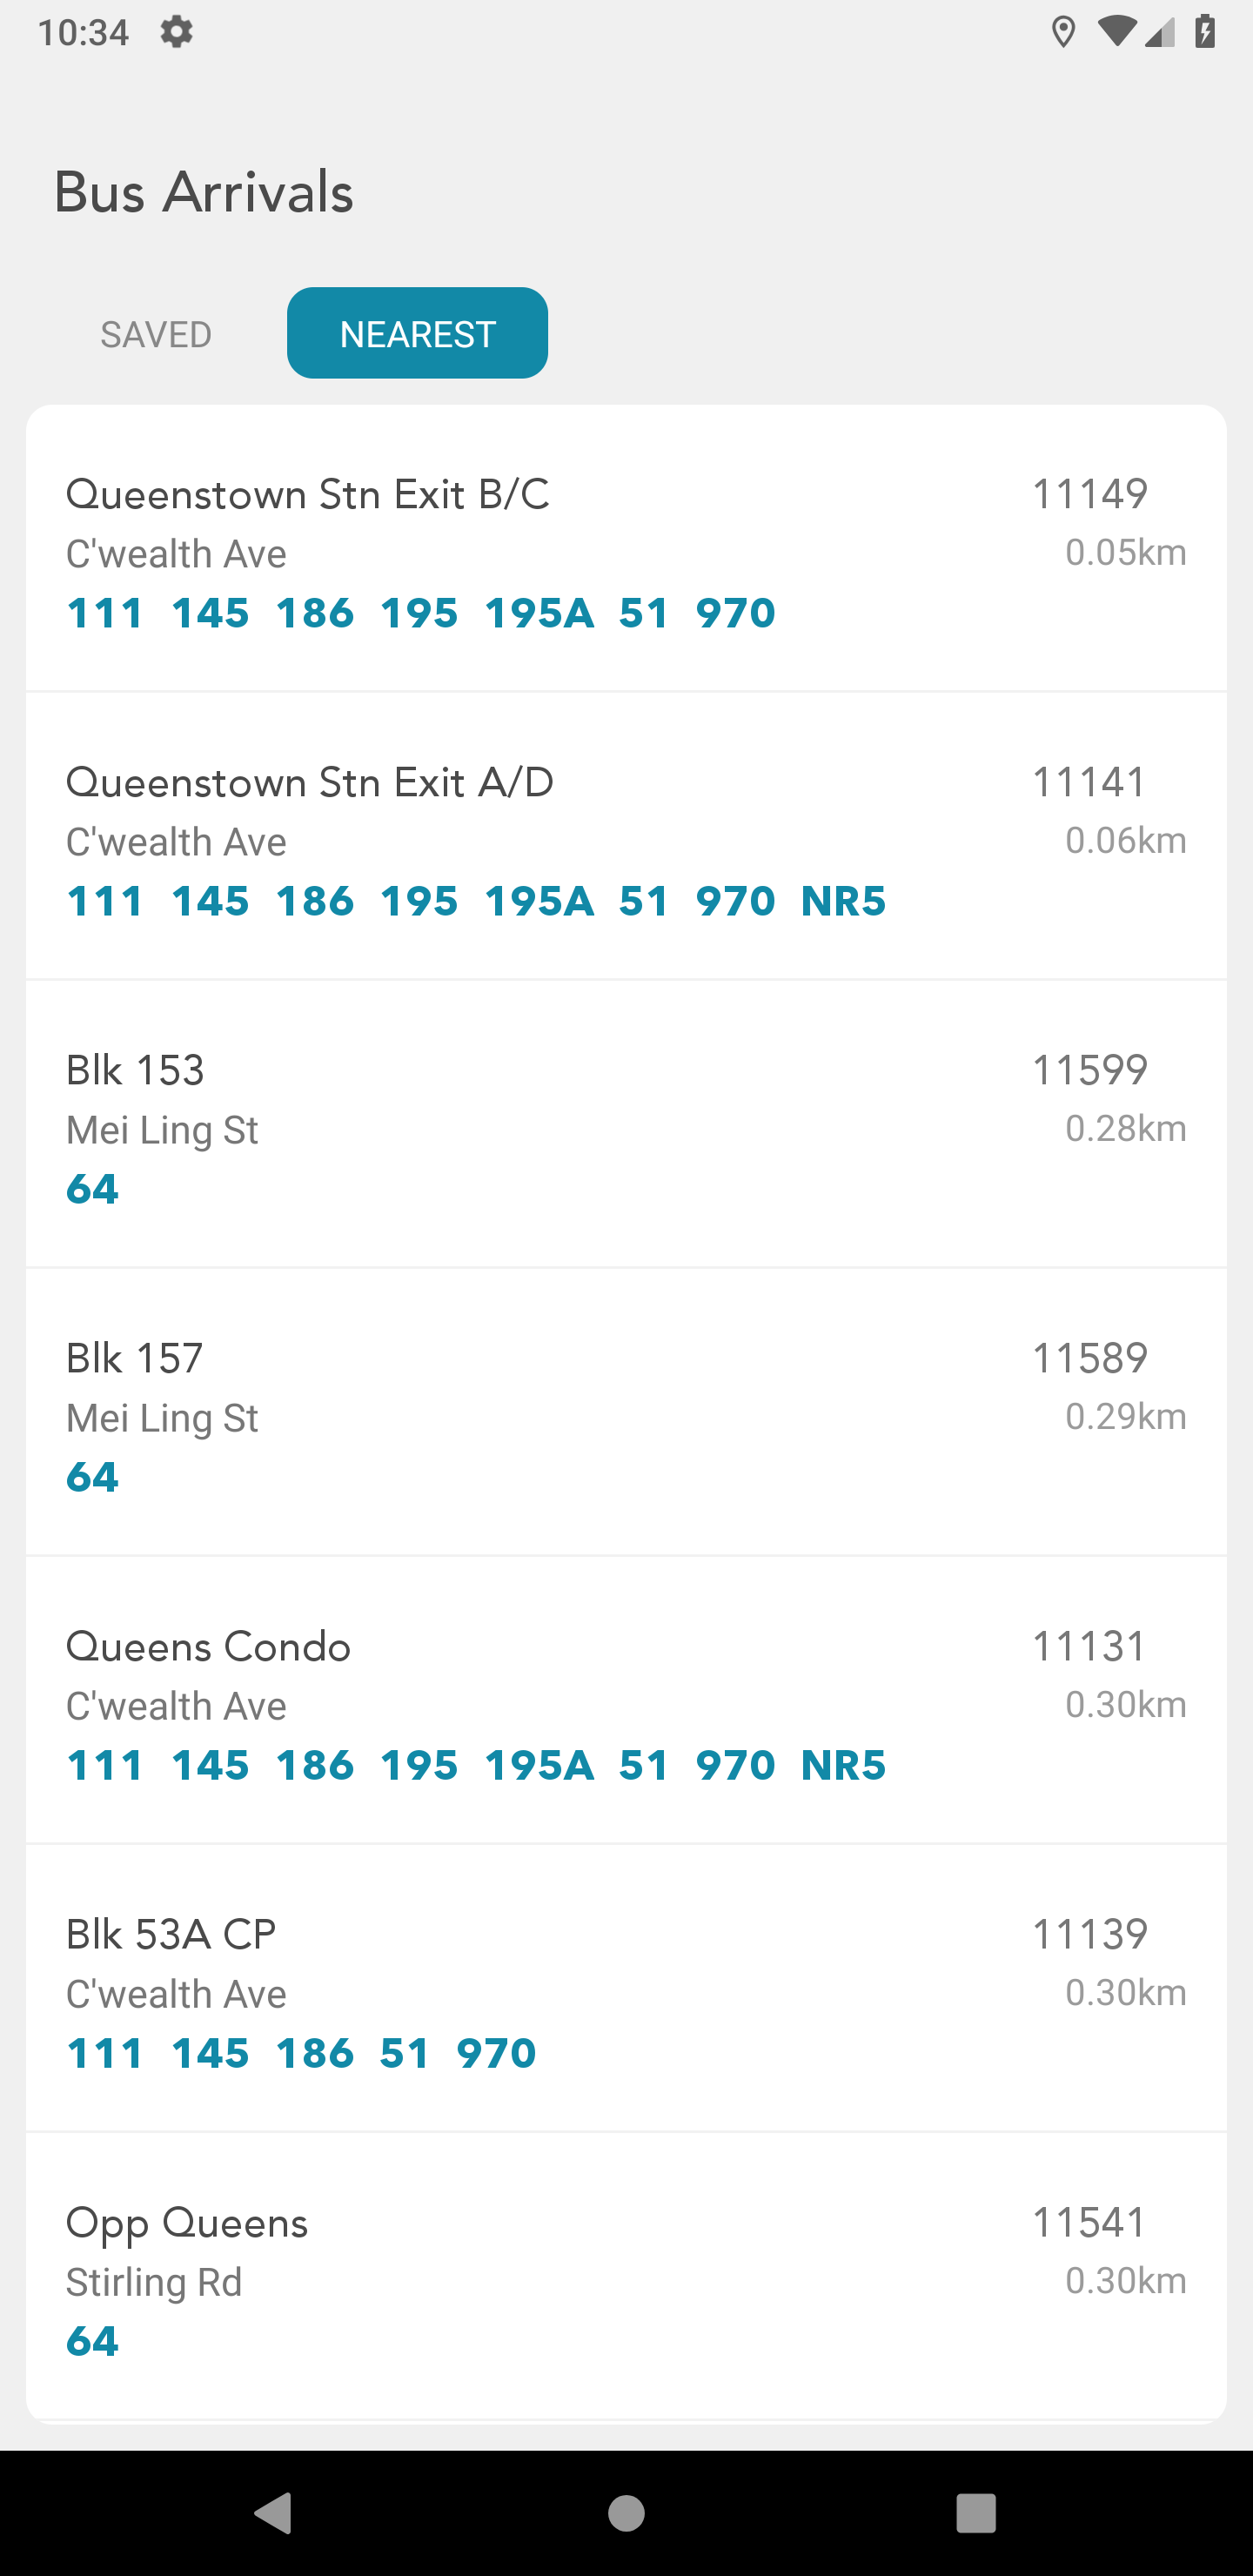 10:34
Bus Arrivals
SAVED NEAREST
Queenstown Stn Exit B/C 11149
C'wealth Ave 0.05km
111 145 186 195 195A 51 970
Queenstown Stn Exit A/D 11141
C'wealth Ave 0.06km
111 145 186 195 195A 51 970 NR5
Blk 153 11599
Mei Ling St 0.28km
64
Blk 157 11589
Mei Ling St 0.29km
64
Queens Condo 11131
C'wealth Ave 0.30km
111 145 186 195 195A 51 970 NR5
Blk 53A CP 11139
C'wealth Ave 0.30km
111 145 186 51 970
Opp Queens 11541
Stirling Rd 0.30km
64